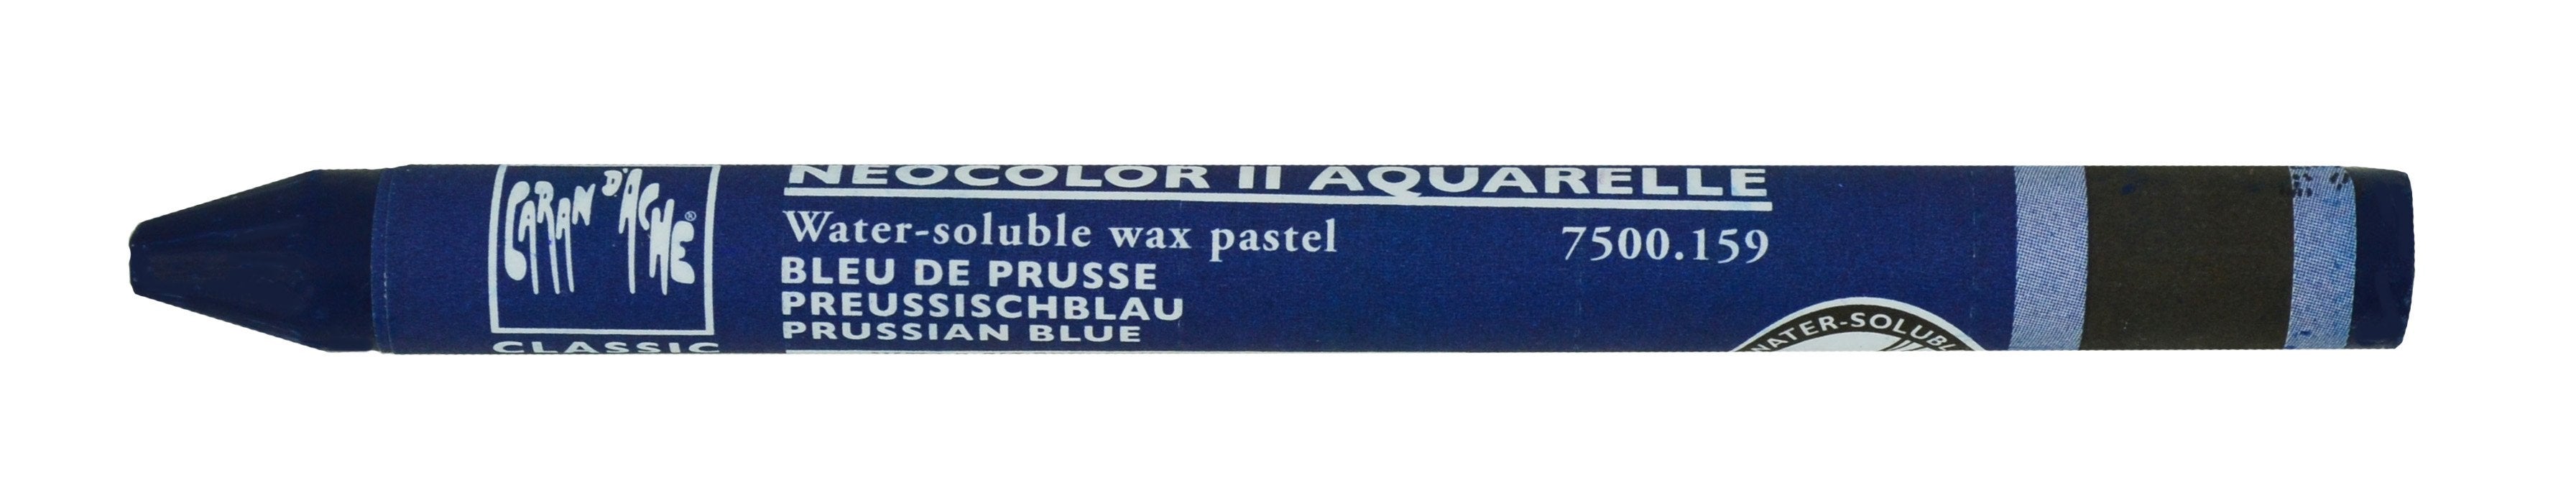 CARAN D'ACHE®
CLASSIC
NEOCOLOR II AQUARELLE
Water-soluble wax pastel 7500.159
BLEU DE PRUSSE
PREUSSISCHBLAU
PRUSSIAN BLUE
WATER-SOLUBL